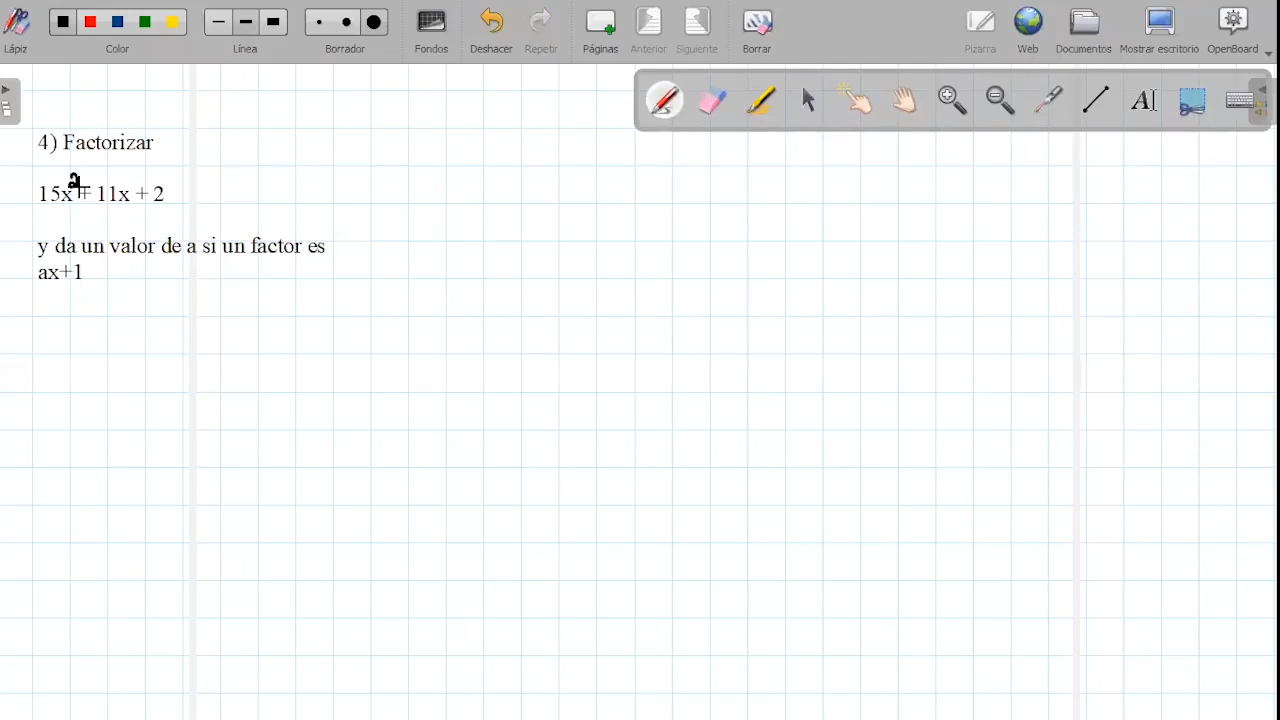 Lápiz Color Línea Borrador Fondos Deshacer Repetir Páginas Anterior Siguiente Borrar Pizarra Web Documentos Mostrar escritorio OpenBoard
4) Factorizar
15x² + 11x + 2
y da un valor de a si un factor es
ax+1